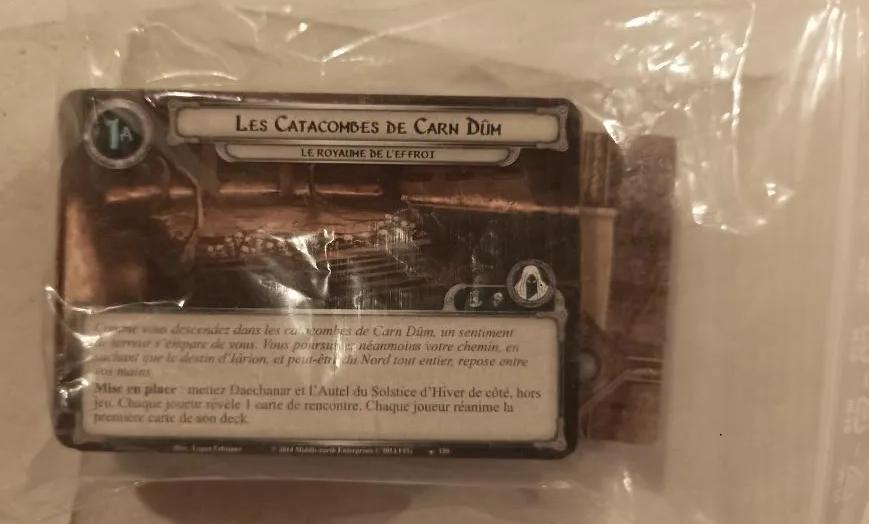 1A
LES CATACOMBES DE CARN DÛM
LE ROYAUME DE L'EFFROI
Comme vous descendez dans les catacombes de Carn Dûm, un sentiment
de terreur s'empare de vous. Vous poursuivez néanmoins votre chemin, en
sachant que le destin d'Iârion, et peut-être du Nord tout entier, repose entre
vos mains.
Mise en place : mettez Daechanar et l'Autel du Solstice d'Hiver de côté, hors
jeu. Chaque joueur révèle 1 carte de rencontre. Chaque joueur réanime la
première carte de son deck.
© 2014 Middle-earth Enterprises